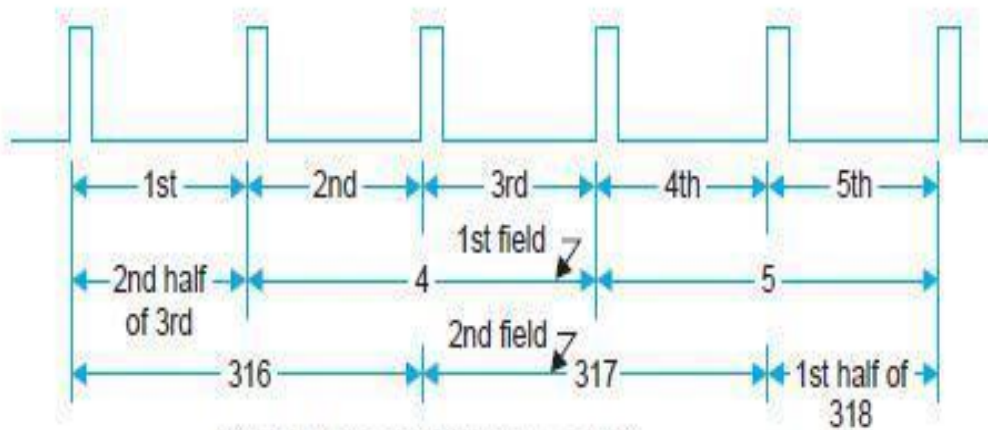 1st 2nd 3rd 4th 5th
1st field
2nd half 4 5
of 3rd
2nd field
316 317 1st half of
318